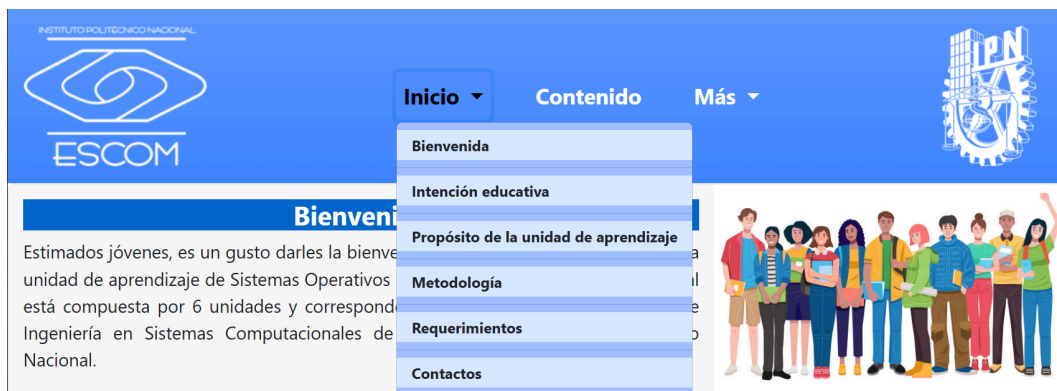 INSTITUTO POLITÉCNICO NACIONAL
ESCOM
Inicio Contenido Más
IPN
Bienvenida
Intención educativa
Propósito de la unidad de aprendizaje
Metodología
Requerimientos
Contactos
Bienveni
Estimados jóvenes, es un gusto darles la bienve a
unidad de aprendizaje de Sistemas Operativos al
está compuesta por 6 unidades y corresponde e
Ingeniería en Sistemas Computacionales de o
Nacional.